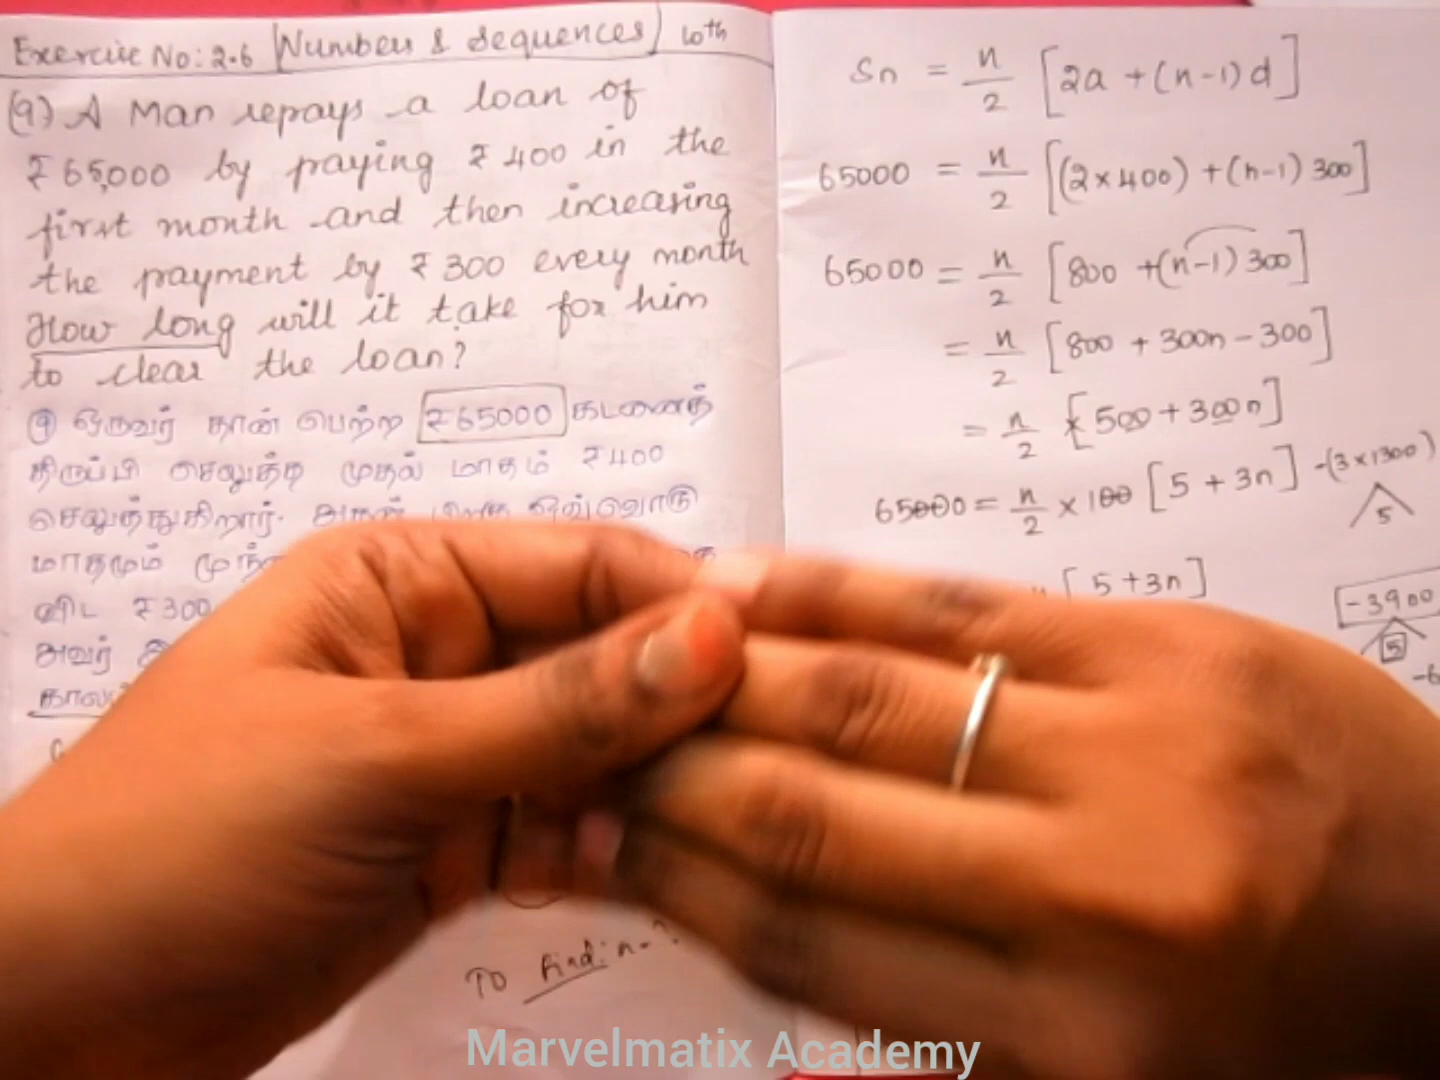 Exercise No: 2.6 Numbers & Sequences 10th
(9) A Man repays a loan of
₹65,000 by paying ₹400 in the
first month and then increasing
the payment by ₹300 every month
How long will it take for him
to clear the loan?
⑨ ஒருவர் தான் பெற்ற ₹65000 கடனைத்
திருப்பி செலுத்த முதல் மாதம் ₹400
செலுத்துகிறார். ஒவ்வொரு
மாதமும்
விட ₹300
அவர்
To find: n-?
Sn = n/2 [2a + (n-1)d]
65000 = n/2 [(2×400) + (n-1) 300]
65000 = n/2 [800 + (n-1) 300]
= n/2 [800 + 300n - 300]
= n/2 [500 + 300n]
65000 = n/2 × 100 [5 + 3n] -(3×1300)
5
[5 + 3n]
-3900
5
-6
Marvelmatix Academy